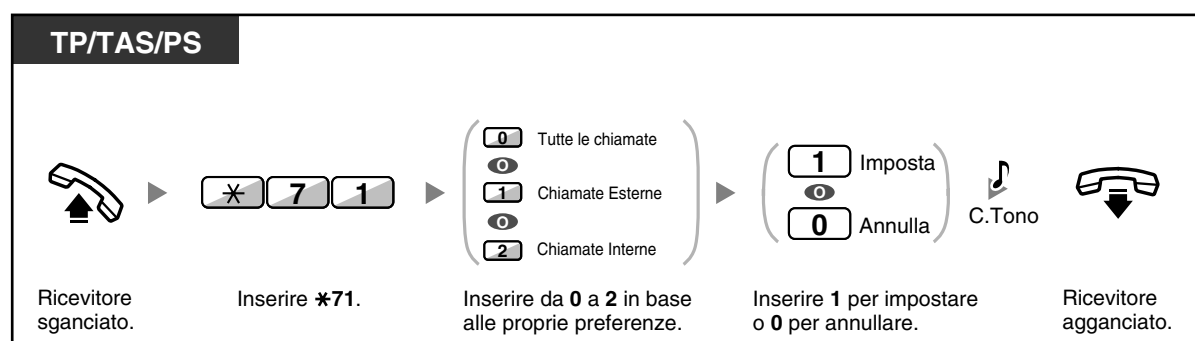 TP/TAS/PS
0 Tutte le chiamate
O
1 Chiamate Esterne
O
2 Chiamate Interne
✱ 7 1
1 Imposta
O
0 Annulla
C.Tono
Ricevitore
sganciato.
Inserire ✱71.
Inserire da 0 a 2 in base
alle proprie preferenze.
Inserire 1 per impostare
o 0 per annullare.
Ricevitore
agganciato.